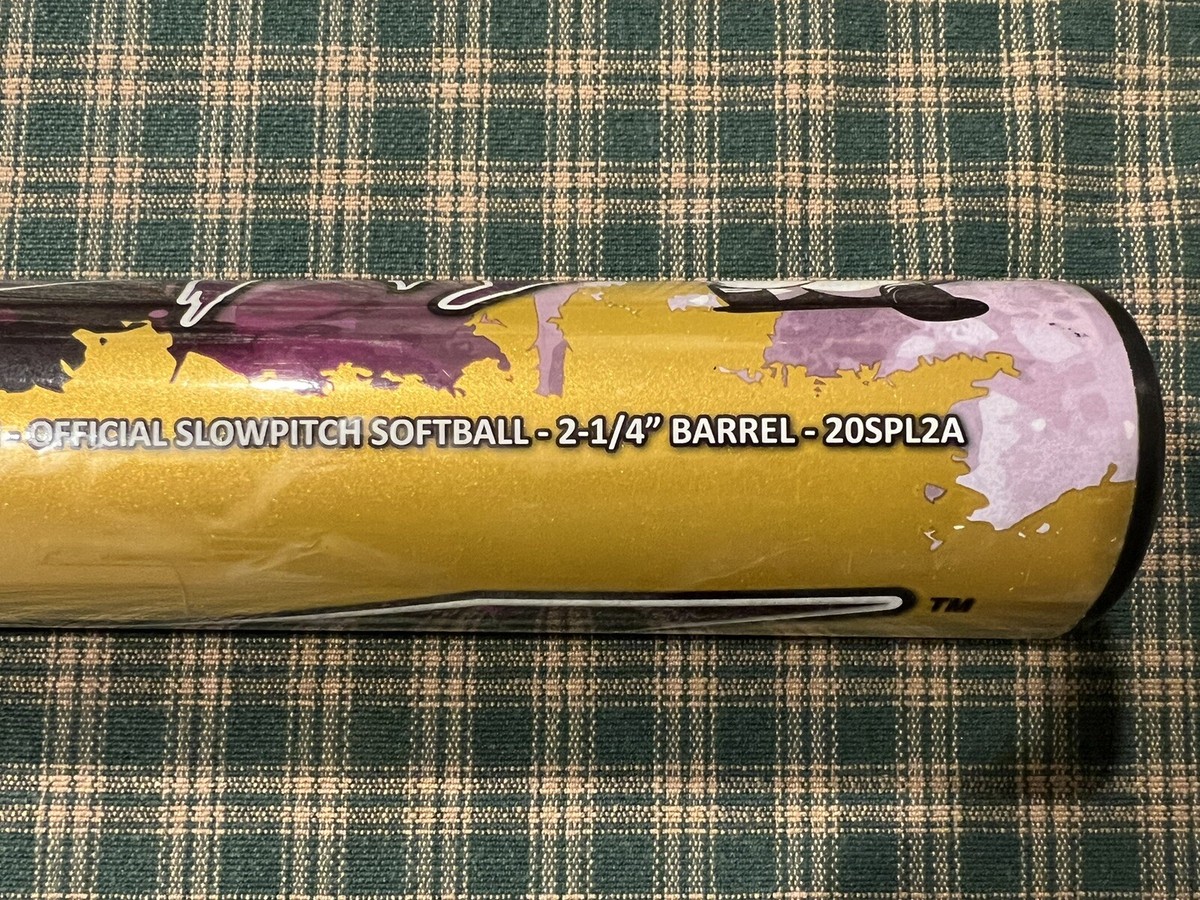 - OFFICIAL SLOWPITCH SOFTBALL - 2-1/4” BARREL - 20SPL2A
TM